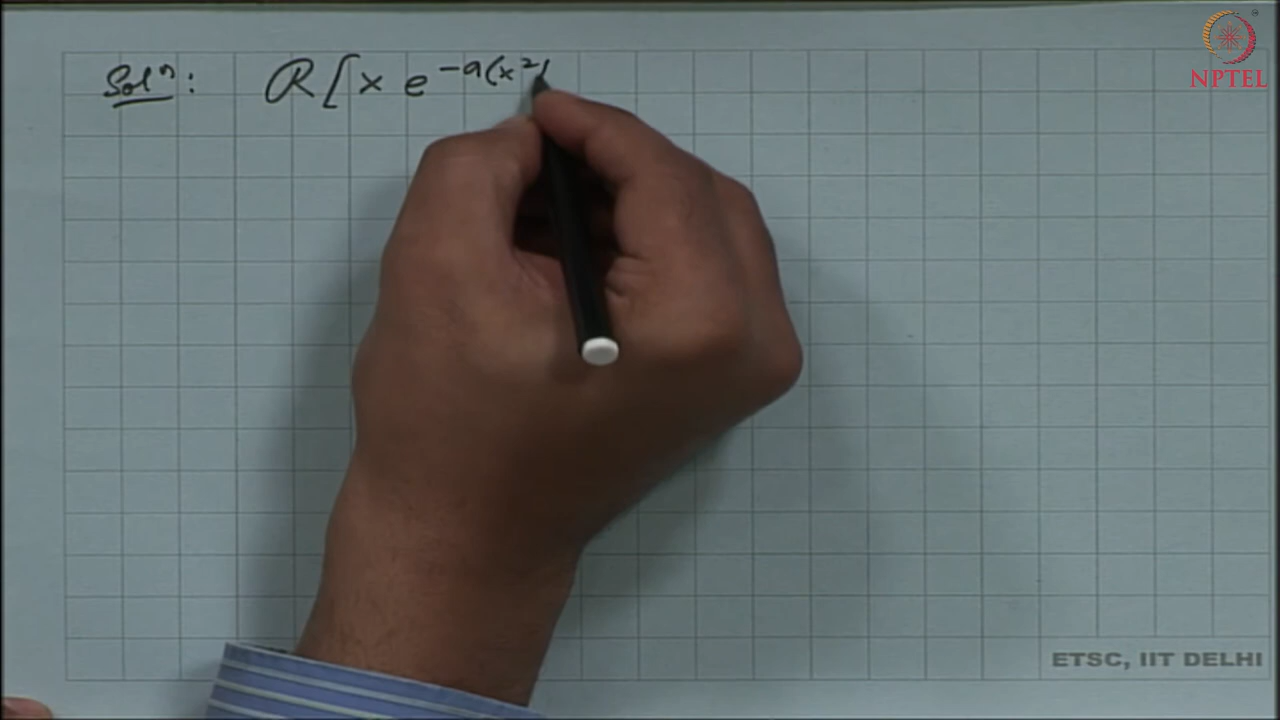 NPTEL
Solⁿ: R[x e^{-a(x²
ETSC, IIT DELHI